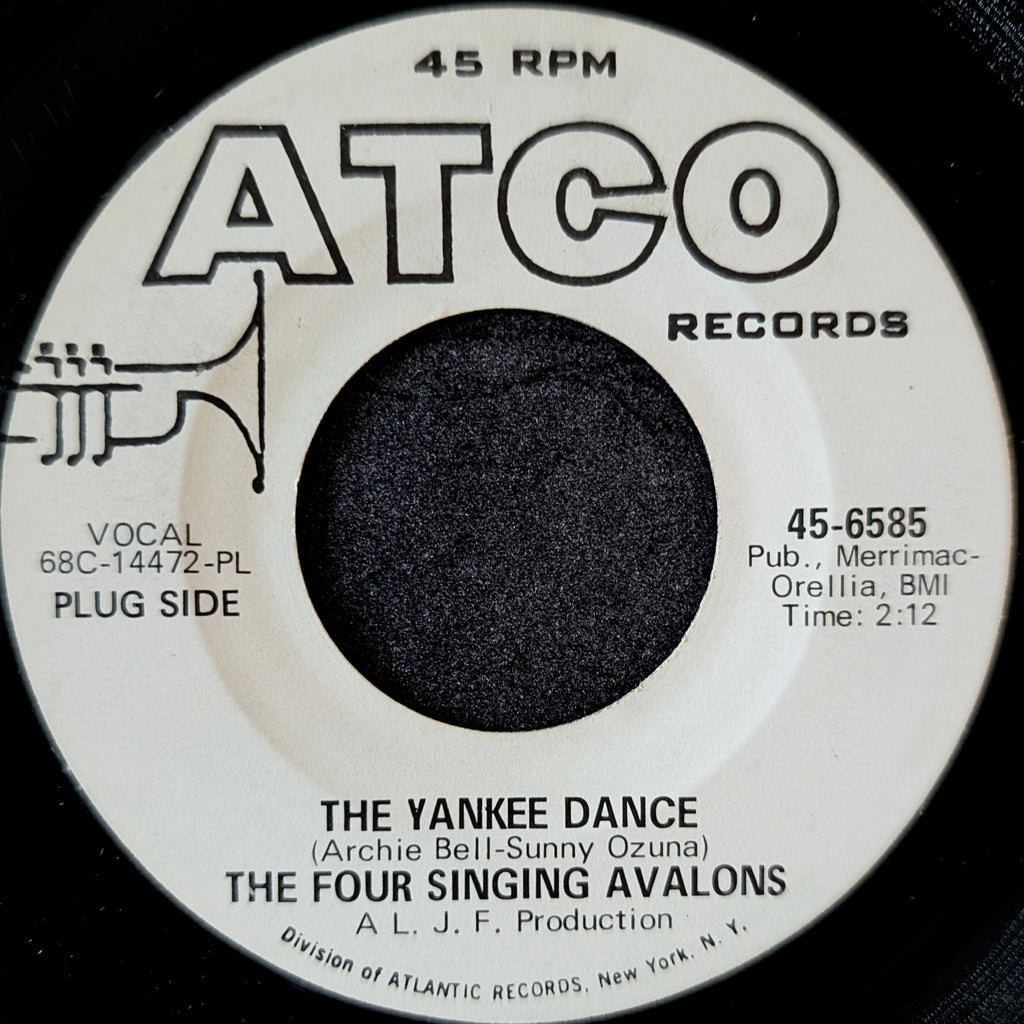 45 RPM
ATCO
RECORDS
VOCAL
68C-14472-PL
PLUG SIDE
45-6585
Pub., Merrimac-
Orellia, BMI
Time: 2:12
THE YANKEE DANCE
(Archie Bell-Sunny Ozuna)
THE FOUR SINGING AVALONS
A L. J. F. Production
Division of ATLANTIC RECORDS, New York, N. Y.